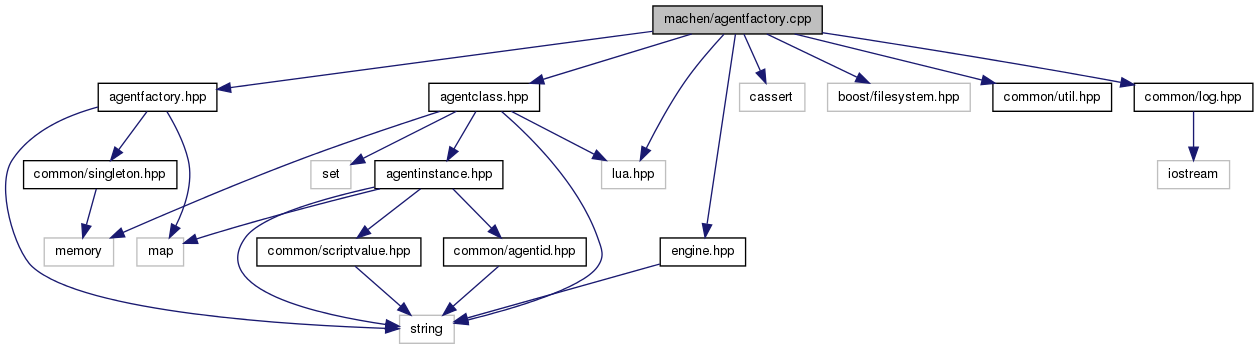 machen/agentfactory.cpp
agentfactory.hpp
agentclass.hpp
cassert
boost/filesystem.hpp
common/util.hpp
common/log.hpp
common/singleton.hpp
set
agentinstance.hpp
lua.hpp
iostream
memory
map
common/scriptvalue.hpp
common/agentid.hpp
engine.hpp
string